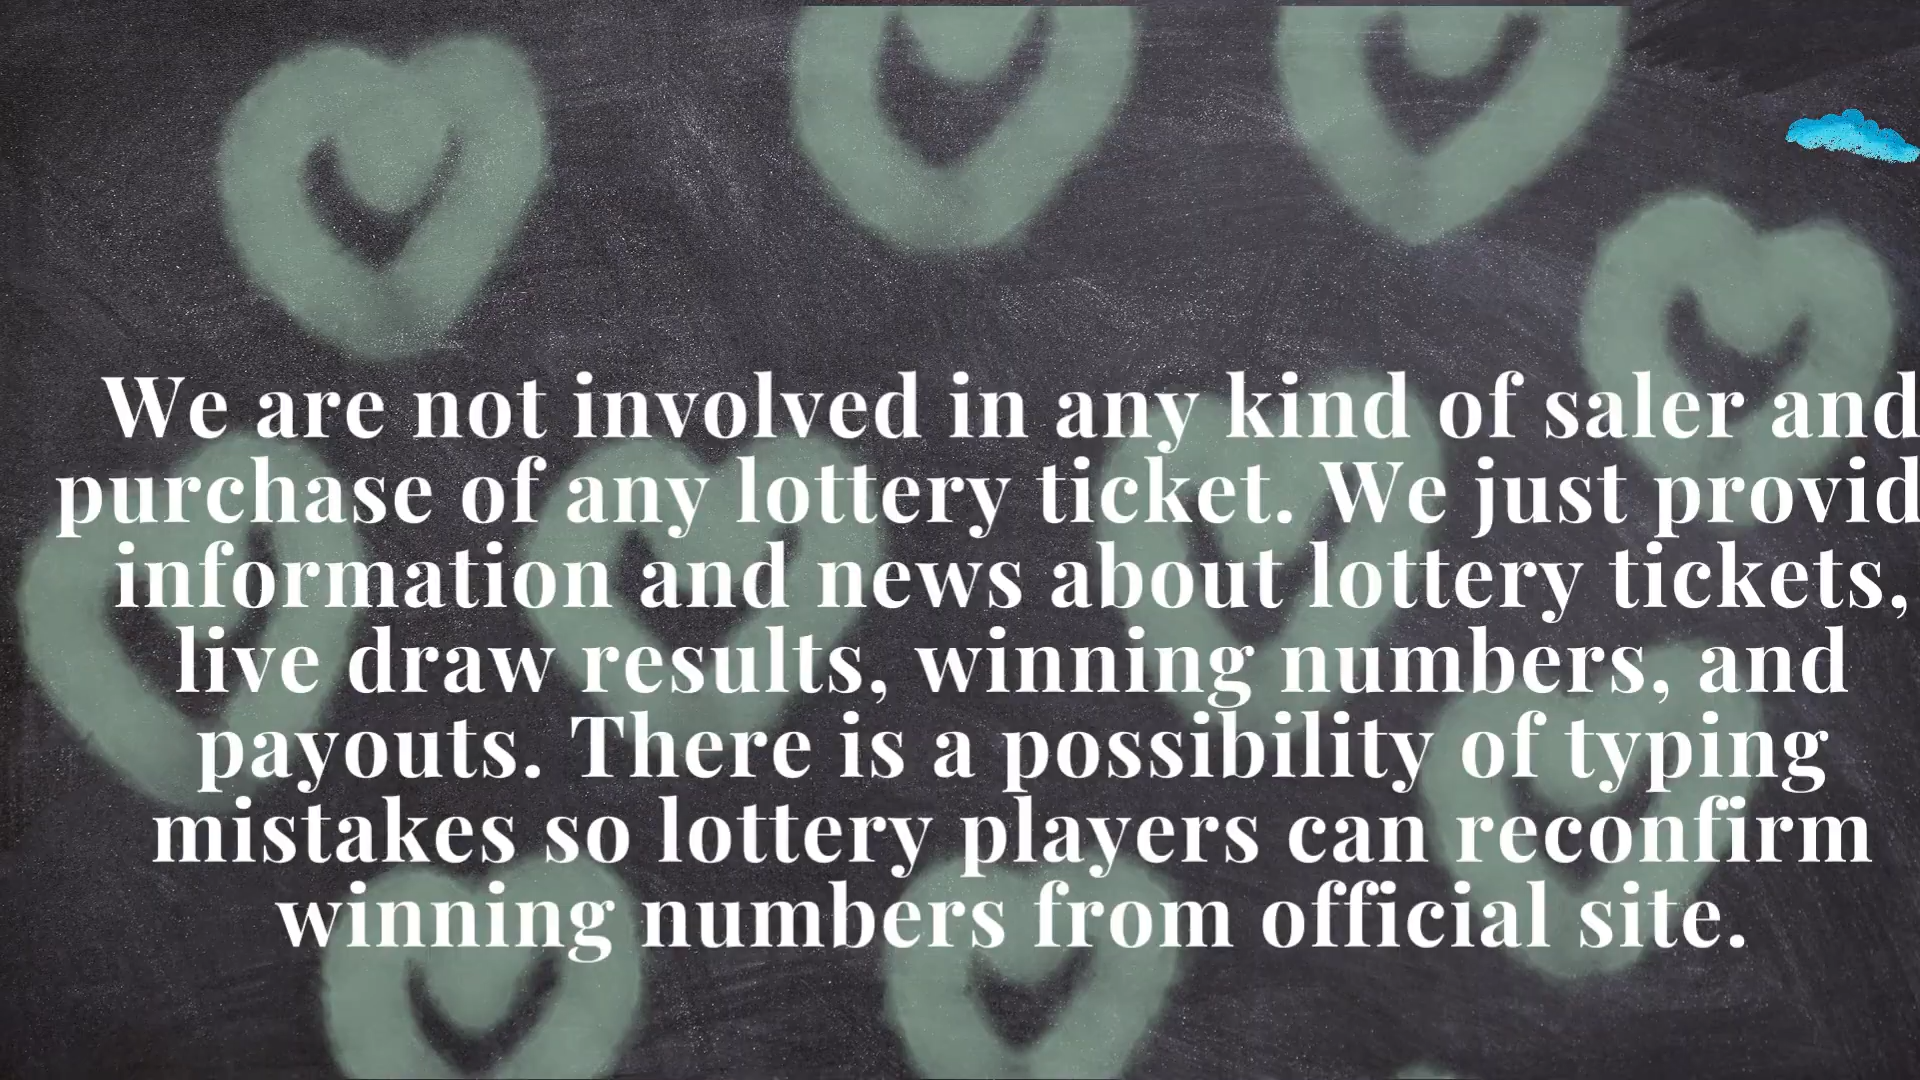 We are not involved in any kind of saler and
purchase of any lottery ticket. We just provid
information and news about lottery tickets,
live draw results, winning numbers, and
payouts. There is a possibility of typing
mistakes so lottery players can reconfirm
winning numbers from official site.